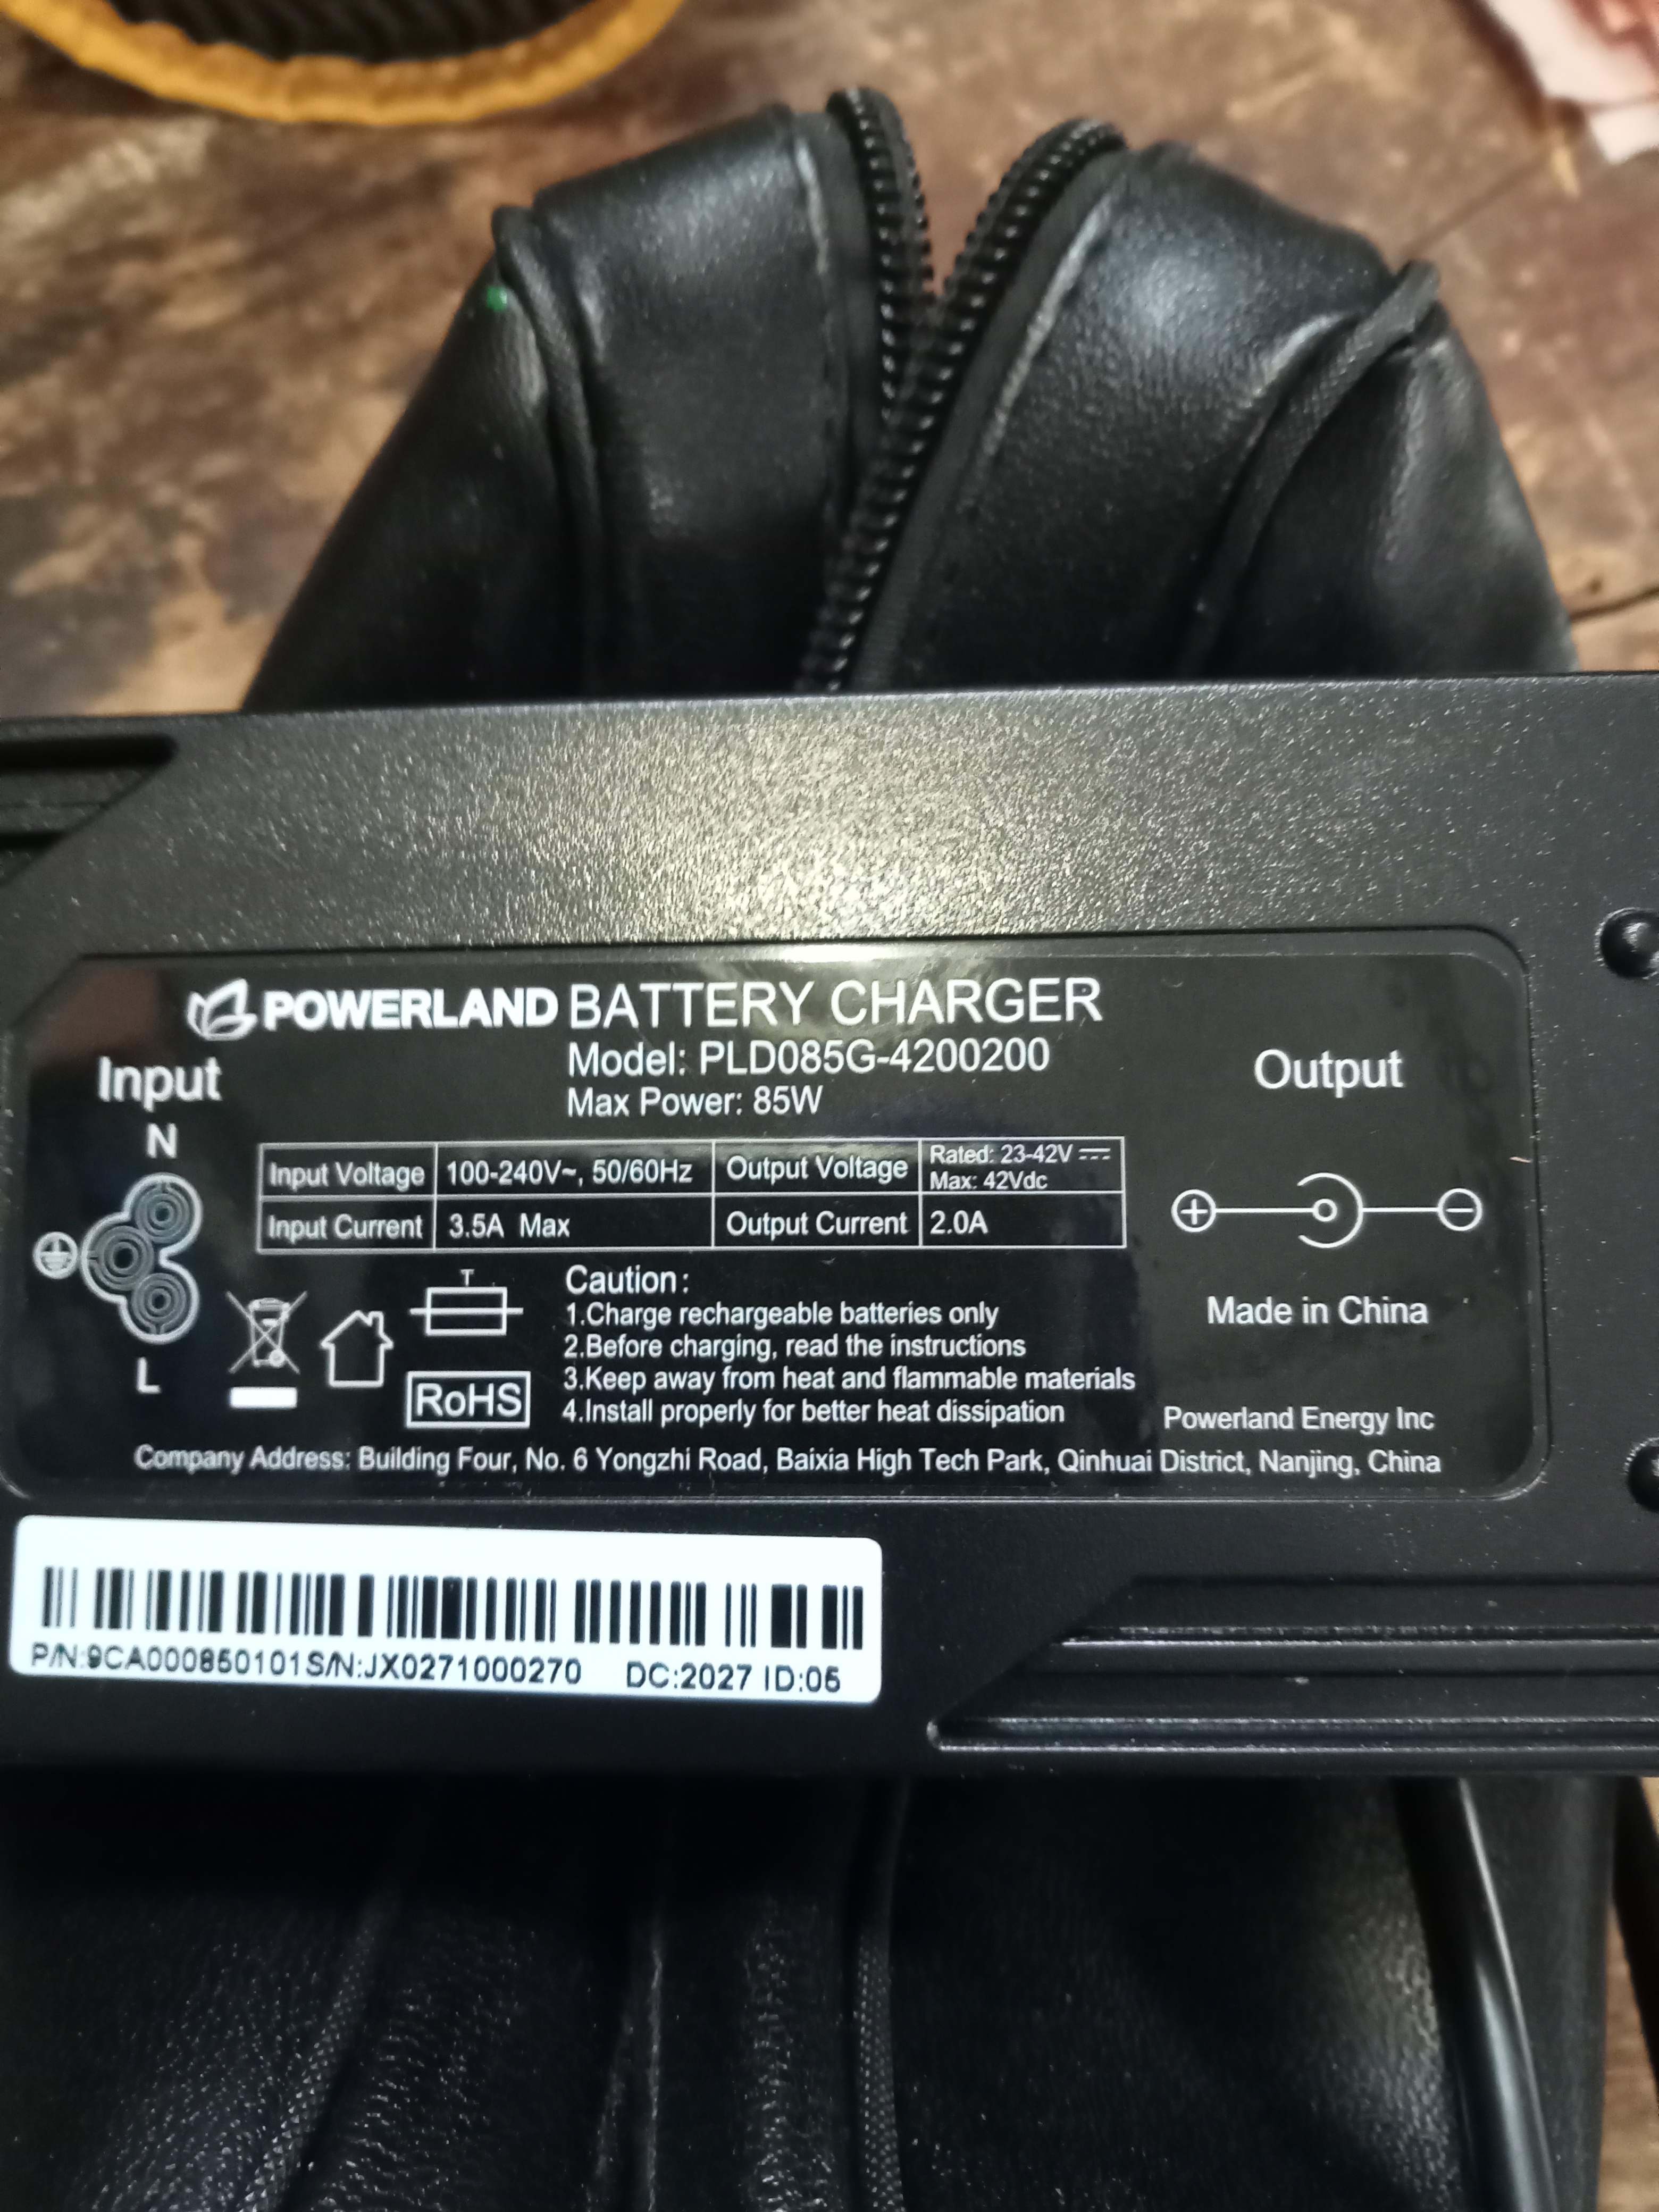 POWERLAND BATTERY CHARGER
Model: PLD085G-4200200
Max Power: 85W
Input
N
L
Input Voltage 100-240V~, 50/60Hz Output Voltage Rated: 23-42V ⎓ Max: 42Vdc
Input Current 3.5A Max Output Current 2.0A
Output
T
RoHS
Caution:
1.Charge rechargeable batteries only
2.Before charging, read the instructions
3.Keep away from heat and flammable materials
4.Install properly for better heat dissipation
Made in China
Powerland Energy Inc
Company Address: Building Four, No. 6 Yongzhi Road, Baixia High Tech Park, Qinhuai District, Nanjing, China
P/N:9CA000850101S/N:JX0271000270 DC:2027 ID:05